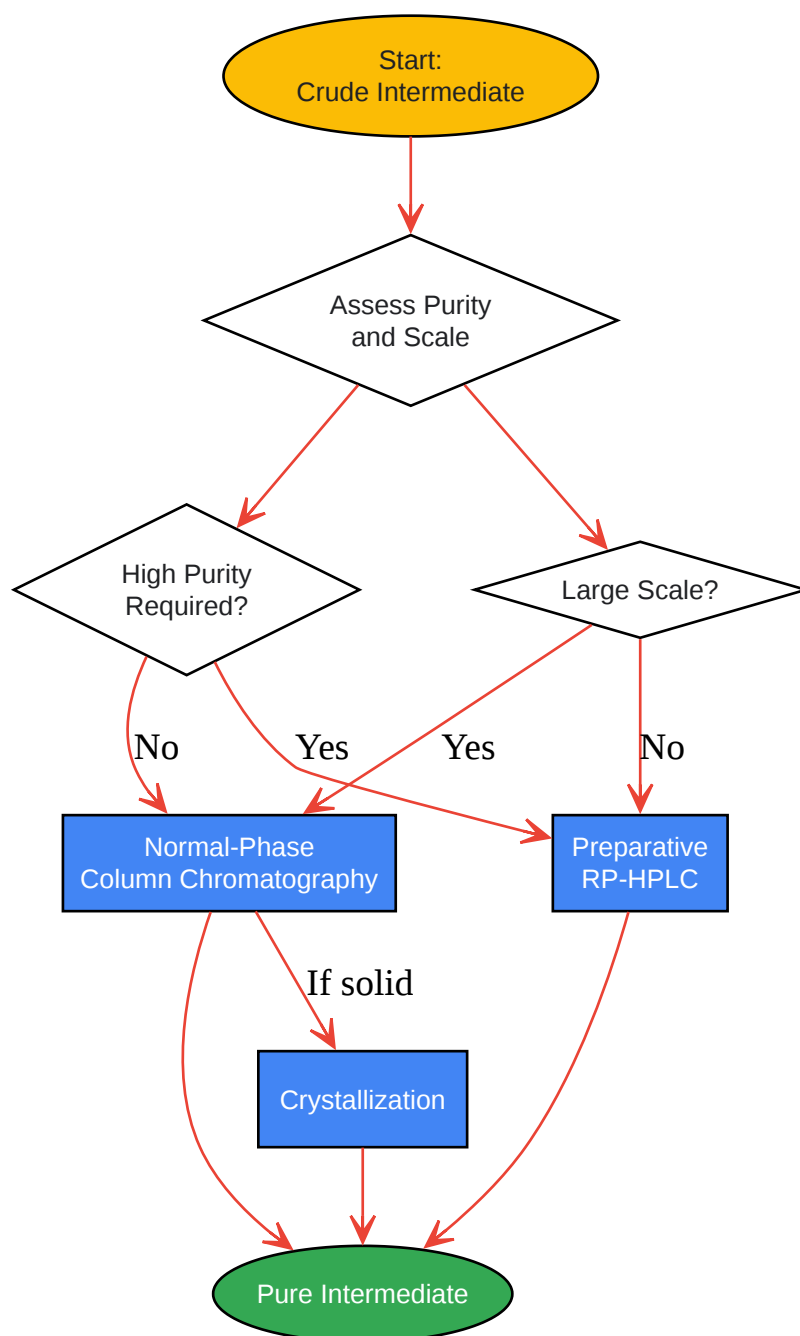 Start:
Crude Intermediate
Assess Purity
and Scale
High Purity
Required?
Large Scale?
No
Yes
Yes
No
Normal-Phase
Column Chromatography
Preparative
RP-HPLC
If solid
Crystallization
Pure Intermediate